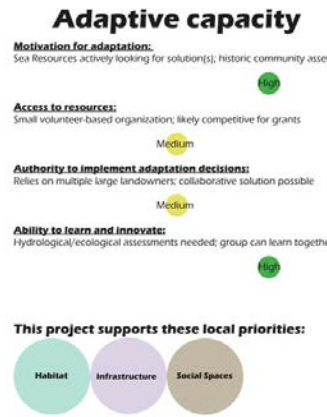 Adaptive capacity
Motivation for adaptation:
Sea Resources actively looking for solution(s); historic community asset
High
Access to resources:
Small volunteer-based organization; likely competitive for grants
Medium
Authority to implement adaptation decisions:
Relies on multiple large landowners; collaborative solution possible
Medium
Ability to learn and innovate:
Hydrological/ecological assessments needed; group can learn togethe
High
This project supports these local priorities:
Habitat Infrastructure Social Spaces